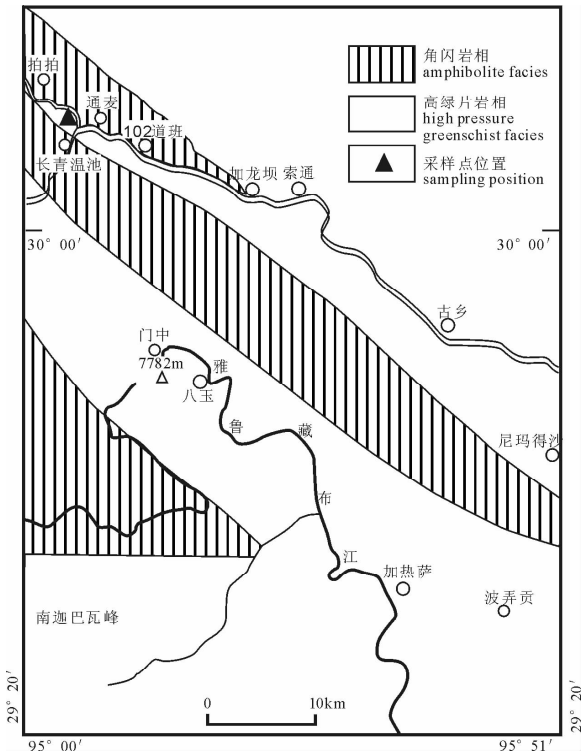 角闪岩相
amphibolite facies
高绿片岩相
high pressure
greenschist facies
采样点位置
sampling position
拍拍
通麦
102道班
长青温池
加龙坝
索通
30° 00′
30° 00′
古乡
门中
7782m
八玉
雅
鲁
藏
布
江
尼玛得沙
加热萨
波弄贡
南迦巴瓦峰
0
10km
29° 20′
29° 20′
95° 00′
95° 51′